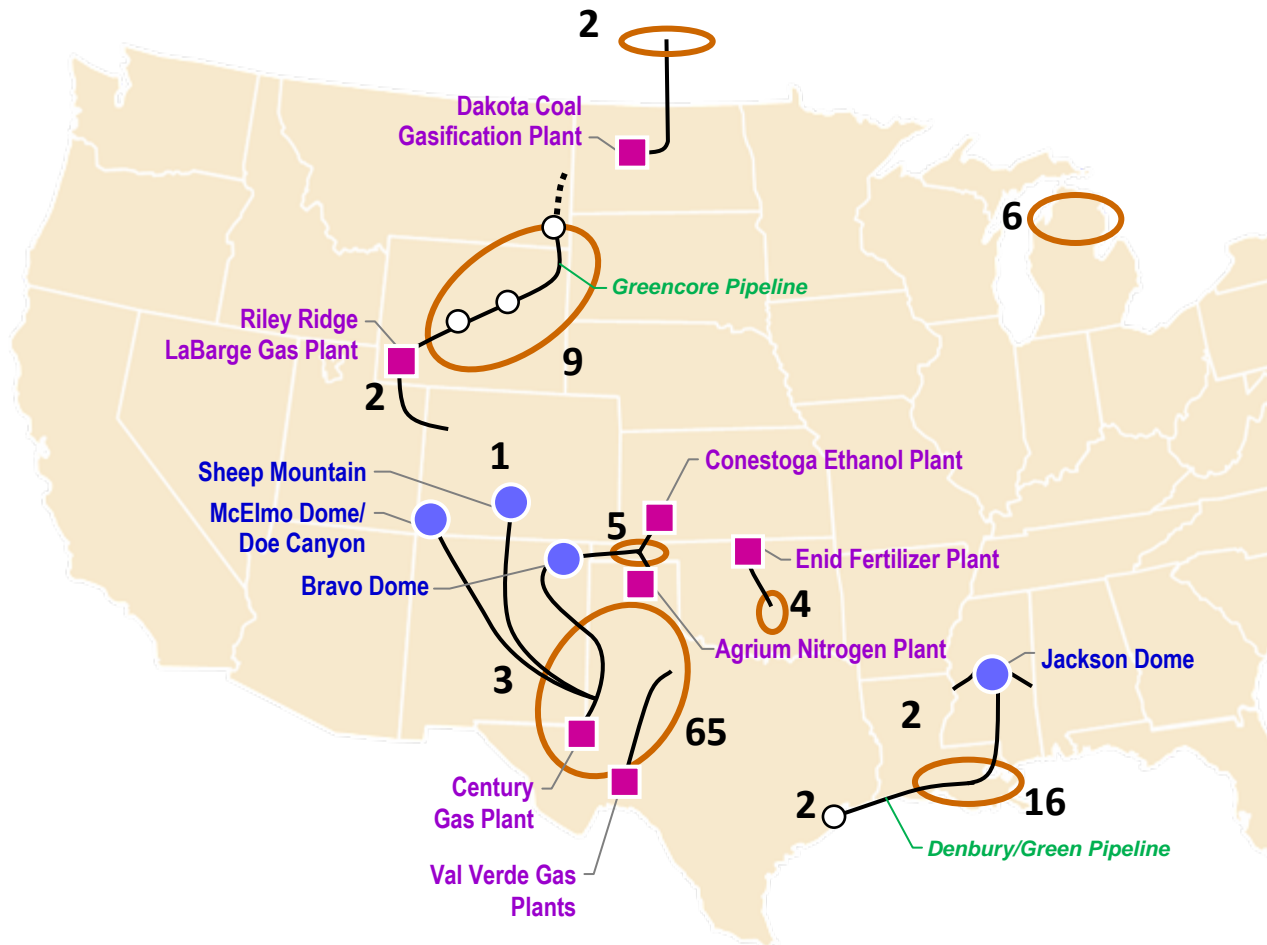 2
Dakota Coal
Gasification Plant
6
Greencore Pipeline
Riley Ridge
LaBarge Gas Plant
9
2
1
Sheep Mountain
McElmo Dome/
Doe Canyon
Bravo Dome
Conestoga Ethanol Plant
5
Enid Fertilizer Plant
4
Agrium Nitrogen Plant
Jackson Dome
3
2
65
Century
Gas Plant
2
16
Denbury/Green Pipeline
Val Verde Gas
Plants